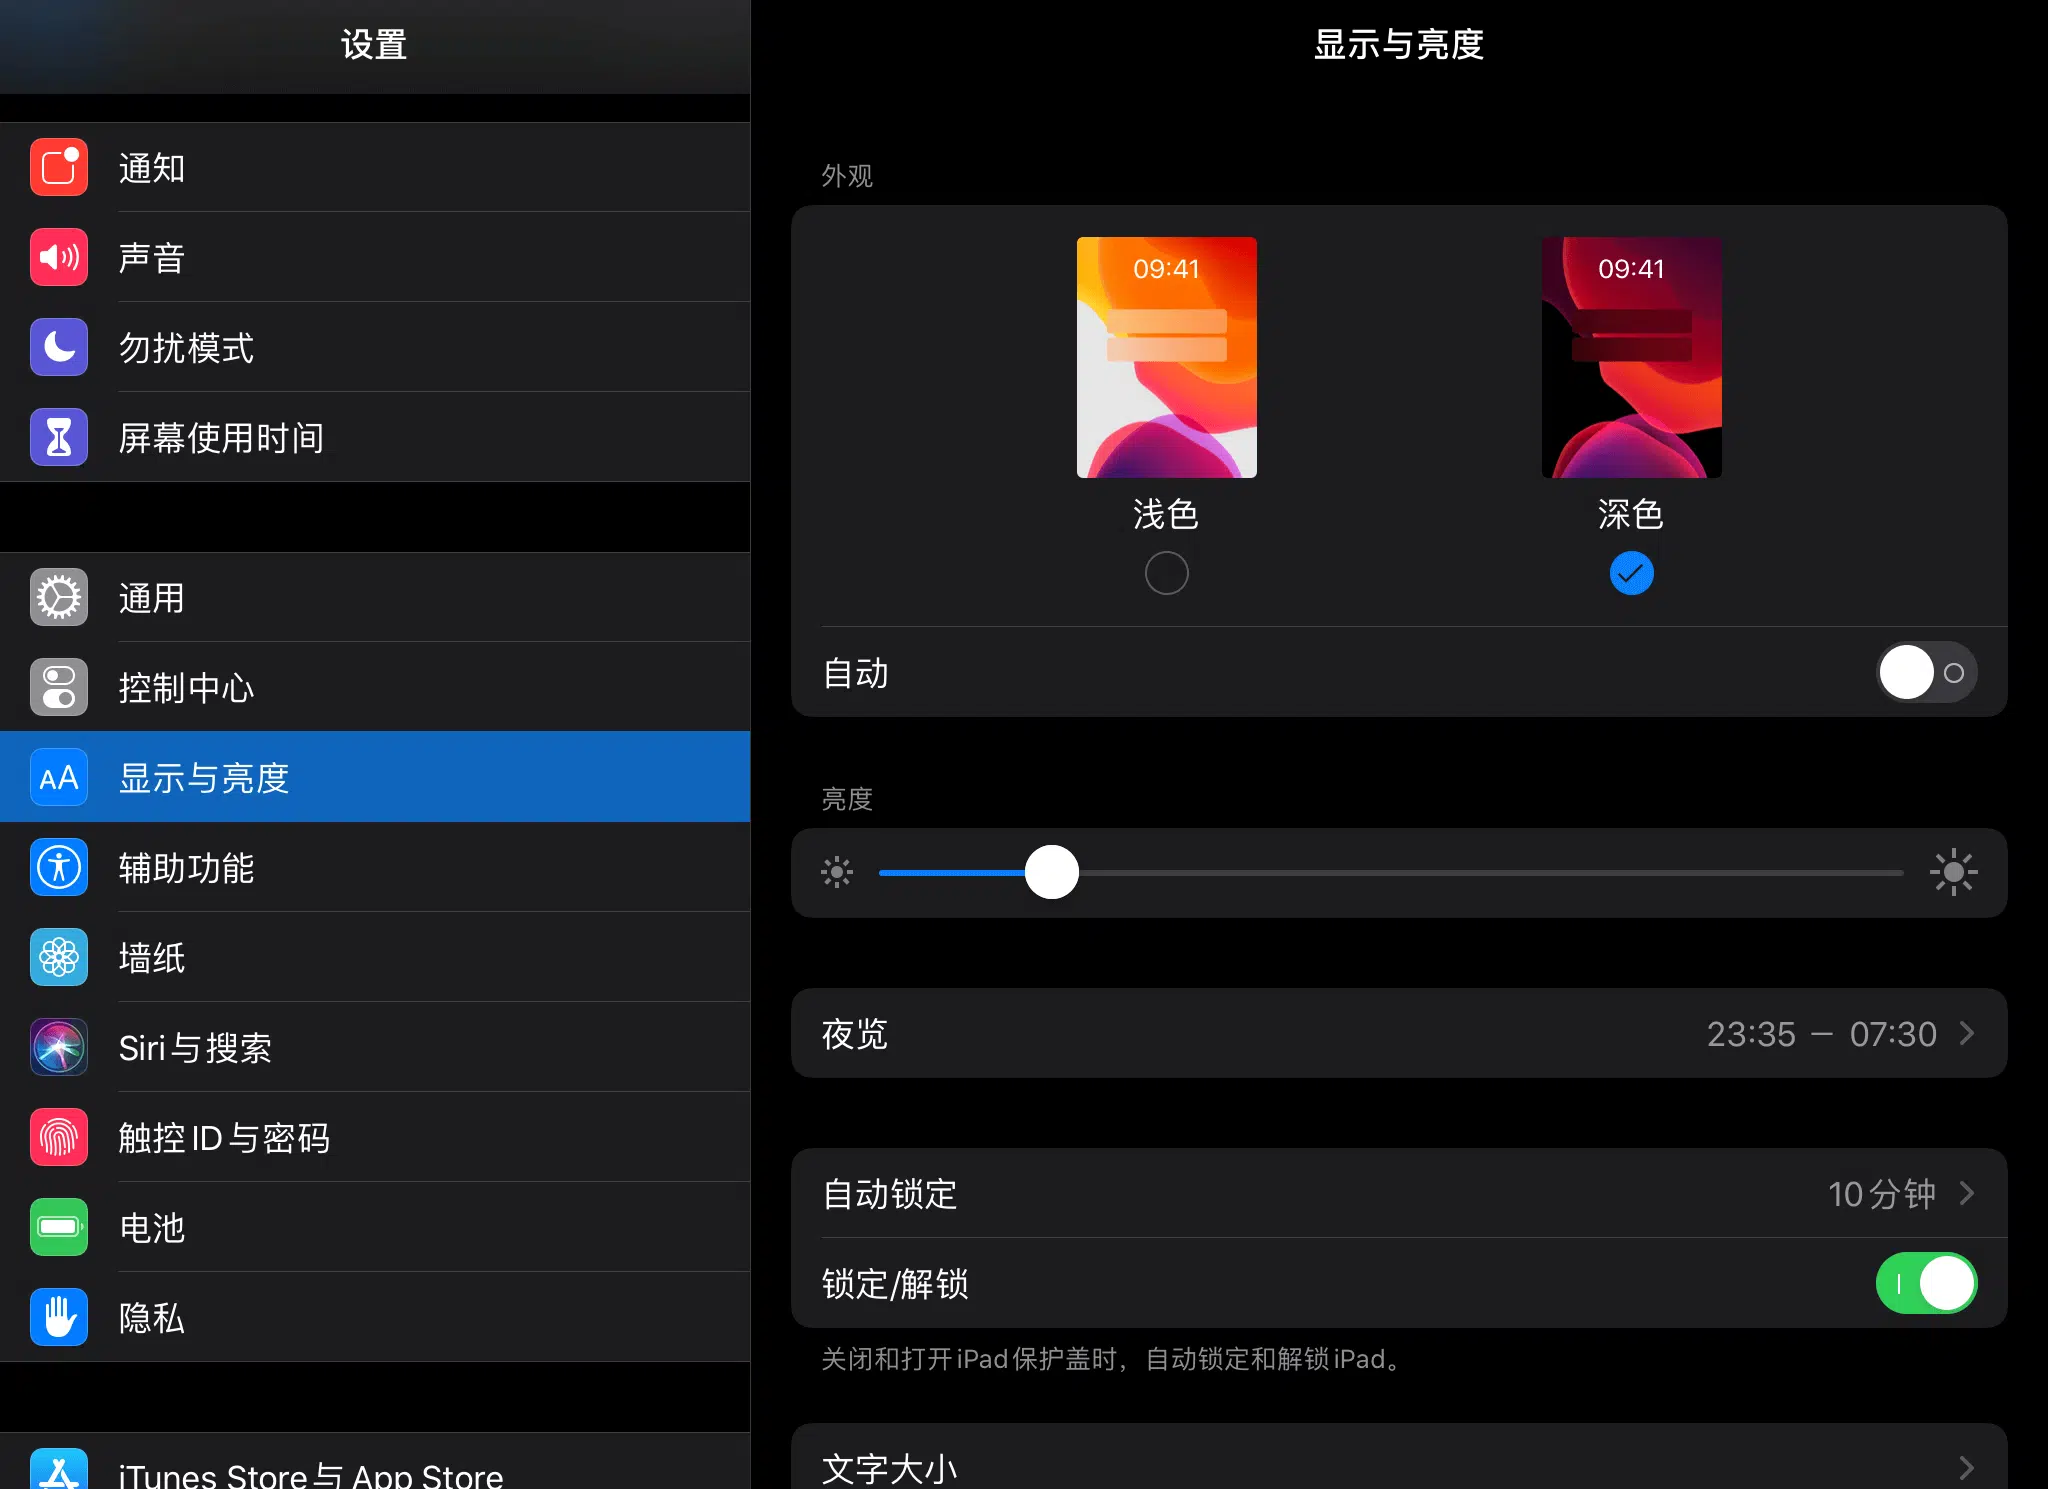 设置
通知
声音
勿扰模式
屏幕使用时间
通用
控制中心
AA 显示与亮度
辅助功能
墙纸
Siri与搜索
触控ID与密码
电池
隐私
iTunes Store与App Store
显示与亮度
外观
09:41 09:41
浅色 深色
自动
亮度
夜览 23:35 – 07:30
自动锁定 10分钟
锁定/解锁
关闭和打开iPad保护盖时，自动锁定和解锁iPad。
文字大小